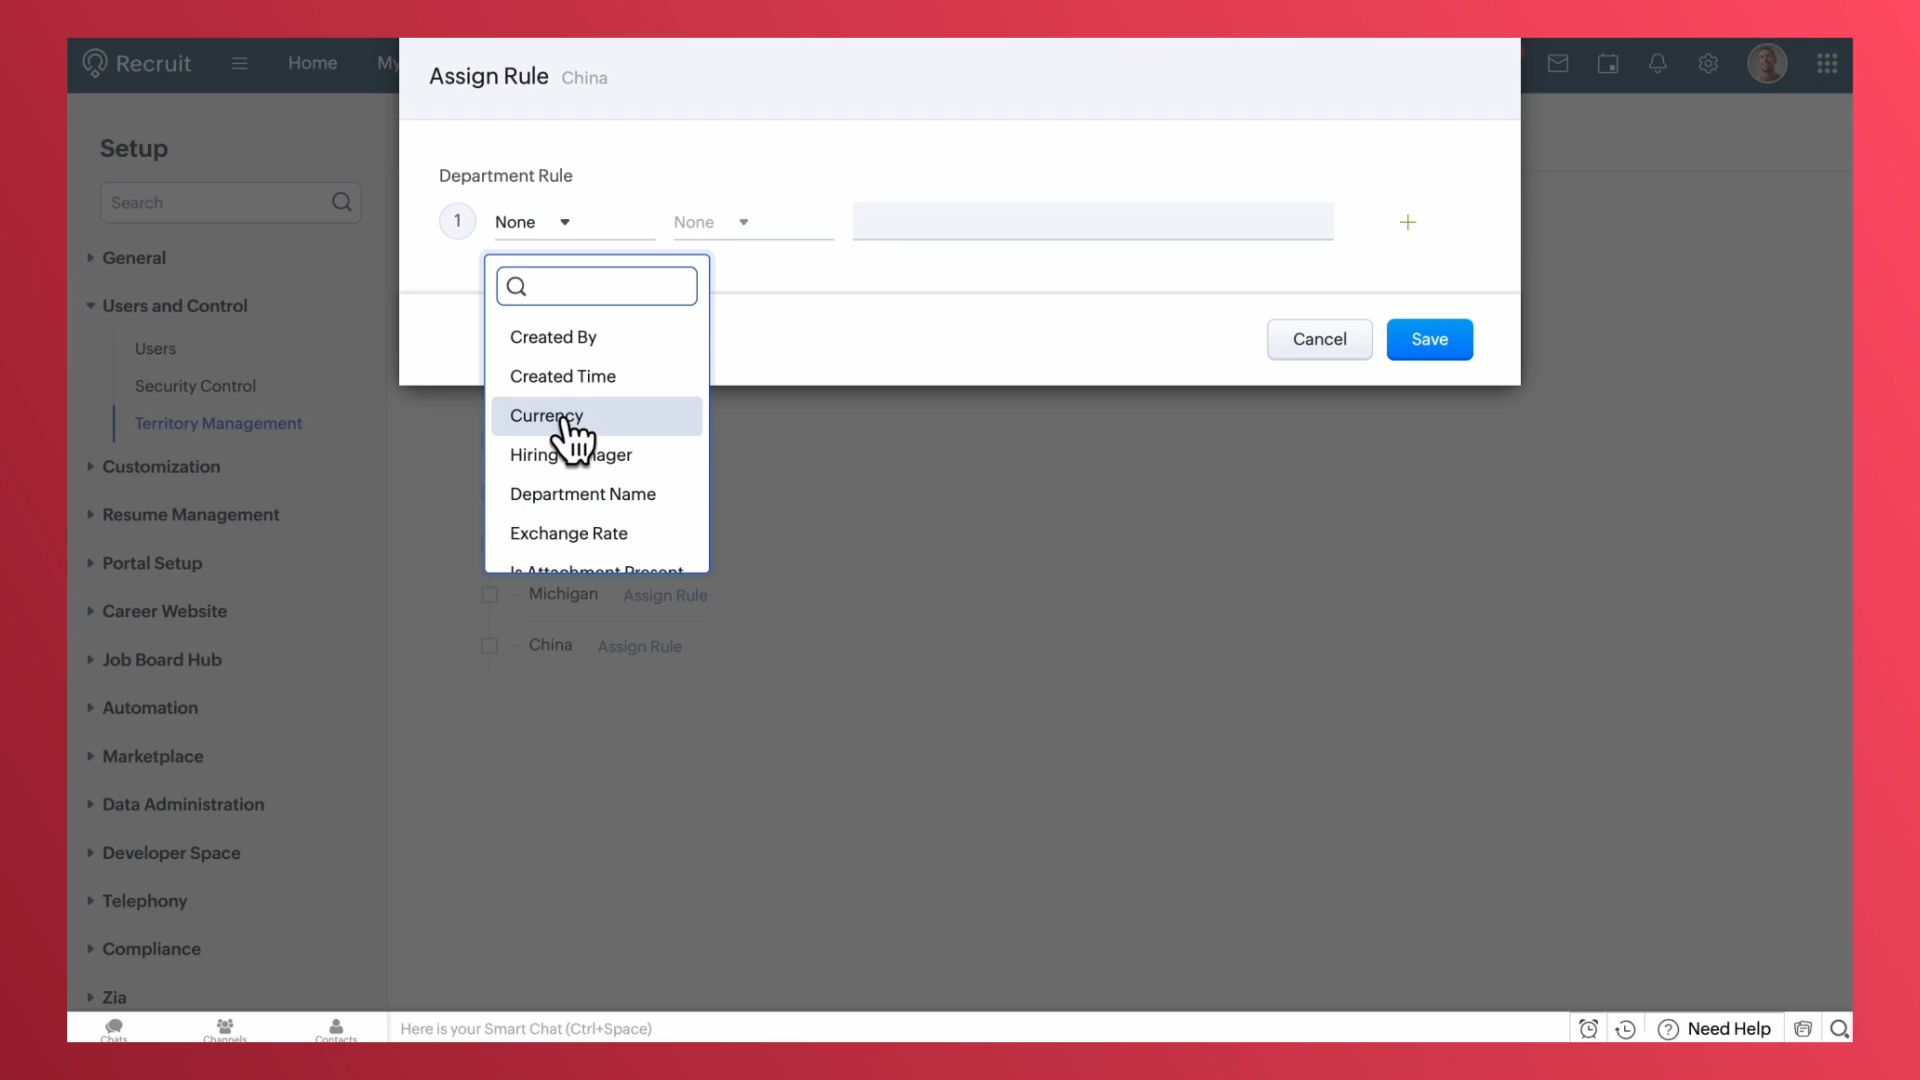 Recruit
Home
My
Assign Rule China
Setup
Search
General
Users and Control
Users
Security Control
Territory Management
Customization
Resume Management
Portal Setup
Career Website
Job Board Hub
Automation
Marketplace
Data Administration
Developer Space
Telephony
Compliance
Zia
Department Rule
1 None None
Created By
Created Time
Currency
Hiring
Department Name
Exchange Rate
Is Attachment Present
Cancel Save
Michigan Assign Rule
China Assign Rule
Chats Channels Contacts
Here is your Smart Chat (Ctrl+Space)
Need Help